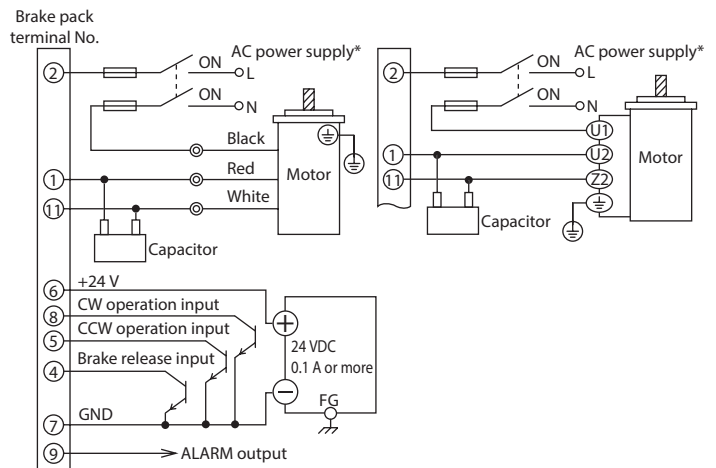 Brake pack
terminal No.
2
ON
AC power supply*
L
ON
N
Black
1
Red
11
White
Motor
Capacitor
2
ON
AC power supply*
L
ON
N
U1
1
U2
11
Z2
Motor
Capacitor
6
+24 V
8
CW operation input
5
CCW operation input
4
Brake release input
7
GND
9
ALARM output
+
24 VDC
0.1 A or more
−
FG